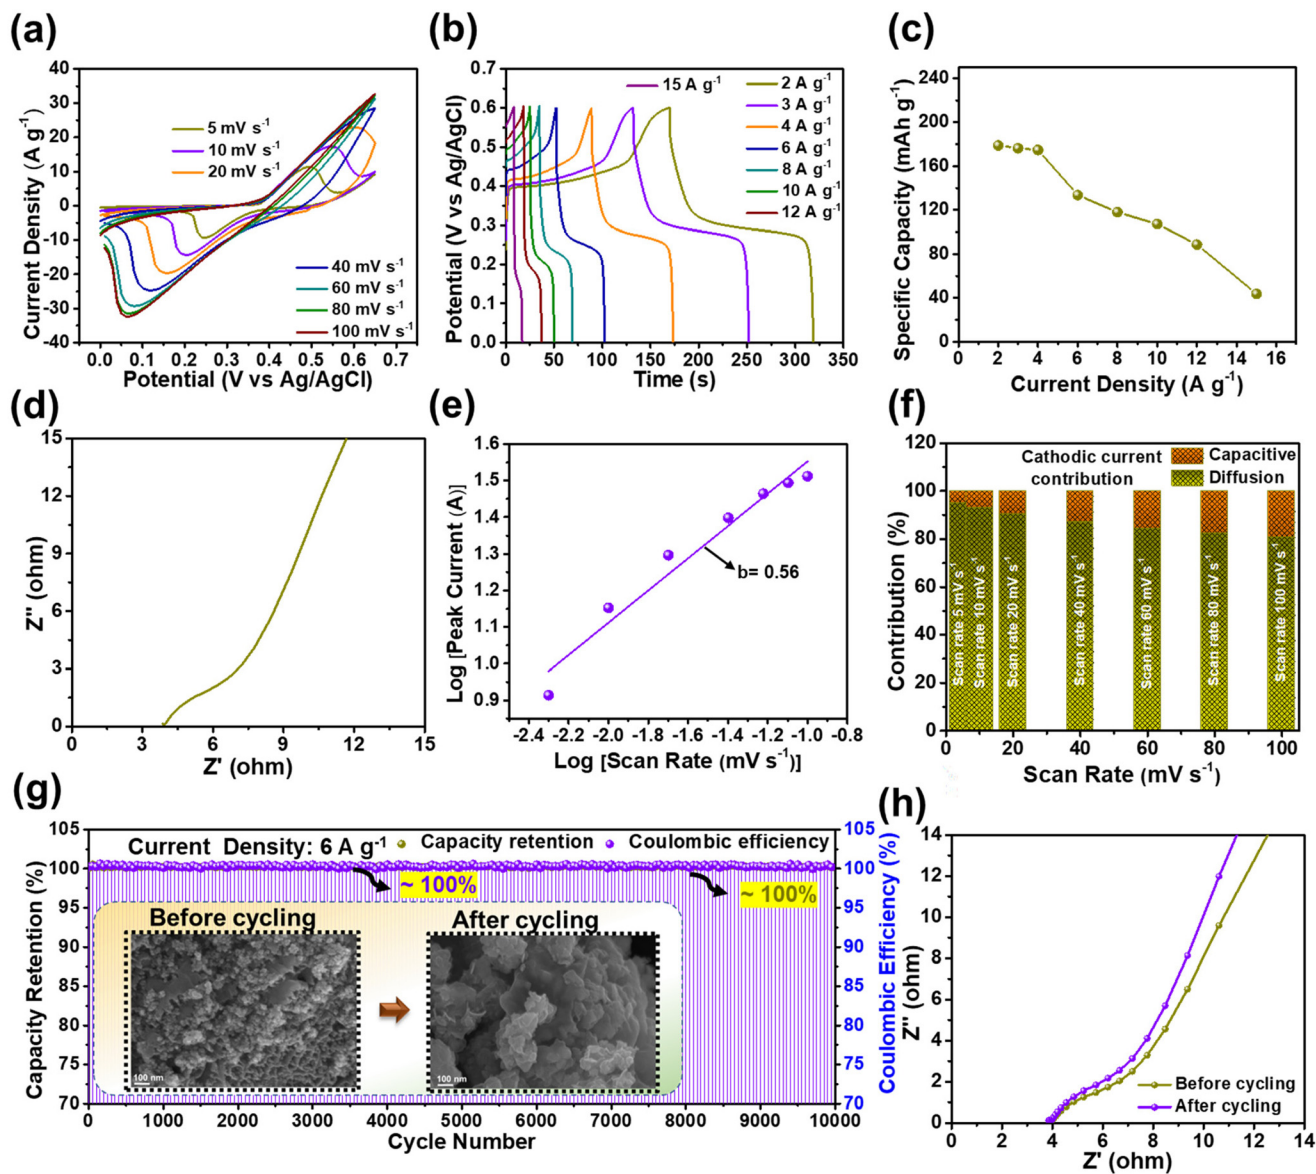 (a)
Current Density (A g⁻¹)
40
30
20
10
0
-10
-20
-30
-40
5 mV s⁻¹
10 mV s⁻¹
20 mV s⁻¹
40 mV s⁻¹
60 mV s⁻¹
80 mV s⁻¹
100 mV s⁻¹
0.0 0.1 0.2 0.3 0.4 0.5 0.6 0.7
Potential (V vs Ag/AgCl)
(b)
Potential (V vs Ag/AgCl)
0.7
0.6
0.5
0.4
0.3
0.2
0.1
0.0
15 A g⁻¹
2 A g⁻¹
3 A g⁻¹
4 A g⁻¹
6 A g⁻¹
8 A g⁻¹
10 A g⁻¹
12 A g⁻¹
0 50 100 150 200 250 300 350
Time (s)
(c)
Specific Capacity (mAh g⁻¹)
240
200
160
120
80
40
0
0 2 4 6 8 10 12 14 16
Current Density (A g⁻¹)
(d)
Z'' (ohm)
15
12
9
6
3
0
0 3 6 9 12 15
Z' (ohm)
(e)
Log [Peak Current (A)]
1.6
1.5
1.4
1.3
1.2
1.1
1.0
0.9
b= 0.56
-2.4 -2.2 -2.0 -1.8 -1.6 -1.4 -1.2 -1.0 -0.8
Log [Scan Rate (mV s⁻¹)]
(f)
Contribution (%)
120
100
80
60
40
20
0
Cathodic current
contribution
Capacitive
Diffusion
Scan rate 5 mV s⁻¹
Scan rate 10 mV s⁻¹
Scan rate 20 mV s⁻¹
Scan rate 40 mV s⁻¹
Scan rate 60 mV s⁻¹
Scan rate 80 mV s⁻¹
Scan rate 100 mV s⁻¹
0 20 40 60 80 100
Scan Rate (mV s⁻¹)
(g)
Capacity Retention (%)
105
100
95
90
85
80
75
70
Current Density: 6 A g⁻¹
Capacity retention
Coulombic efficiency
~ 100%
~ 100%
Before cycling
After cycling
100 nm
100 nm
0 1000 2000 3000 4000 5000 6000 7000 8000 9000 10000
Cycle Number
105
100
95
90
85
80
75
70
Coulombic Efficiency (%)
(h)
Z'' (ohm)
14
12
10
8
6
4
2
0
Before cycling
After cycling
0 2 4 6 8 10 12 14
Z' (ohm)